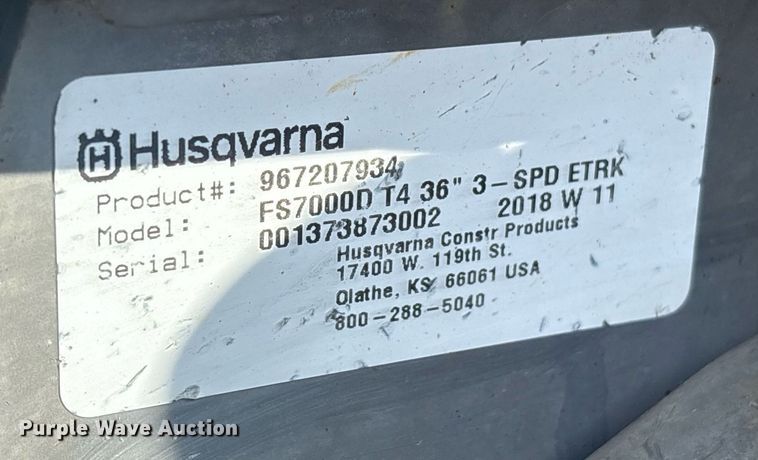 Husqvarna
Product#: 967207934
Model: FS7000D T4 36" 3-SPD ETRK
Serial: 001373873002 2018 W 11
Husqvarna Constr Products
17400 W. 119th St.
Olathe, KS 66061 USA
800-288-5040
Purple Wave Auction